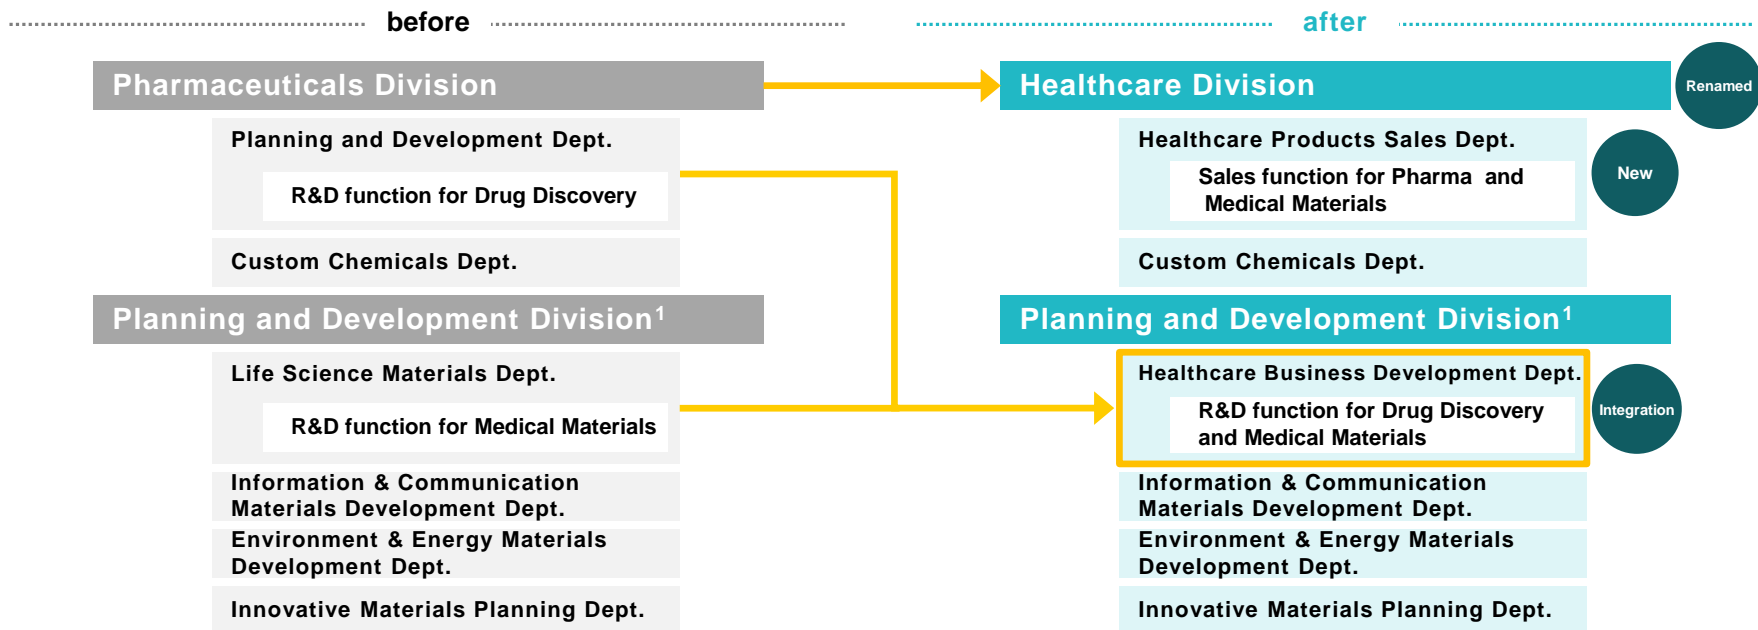 before
after
Pharmaceuticals Division
Healthcare Division
Renamed
Planning and Development Dept.
R&D function for Drug Discovery
Healthcare Products Sales Dept.
Sales function for Pharma and
Medical Materials
New
Custom Chemicals Dept.
Custom Chemicals Dept.
Planning and Development Division¹
Planning and Development Division¹
Life Science Materials Dept.
R&D function for Medical Materials
Healthcare Business Development Dept.
R&D function for Drug Discovery
and Medical Materials
Integration
Information & Communication
Materials Development Dept.
Information & Communication
Materials Development Dept.
Environment & Energy Materials
Development Dept.
Environment & Energy Materials
Development Dept.
Innovative Materials Planning Dept.
Innovative Materials Planning Dept.